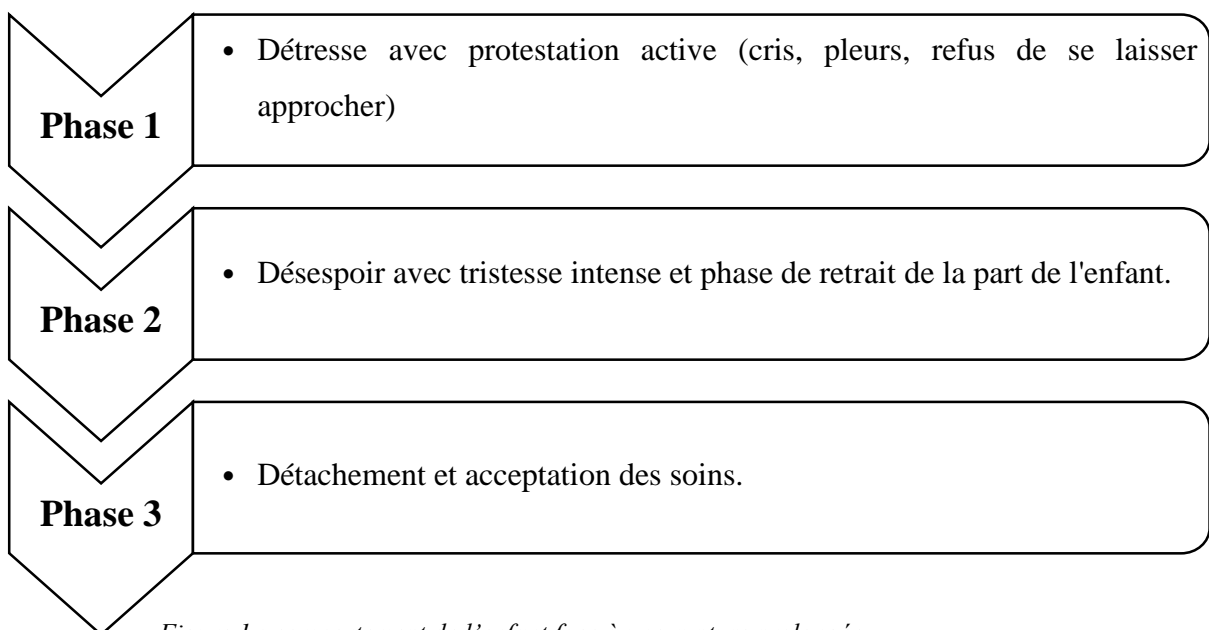 • Détresse avec protestation active (cris, pleurs, refus de se laisser
approcher)
Phase 1
• Désespoir avec tristesse intense et phase de retrait de la part de l'enfant.
Phase 2
• Détachement et acceptation des soins.
Phase 3